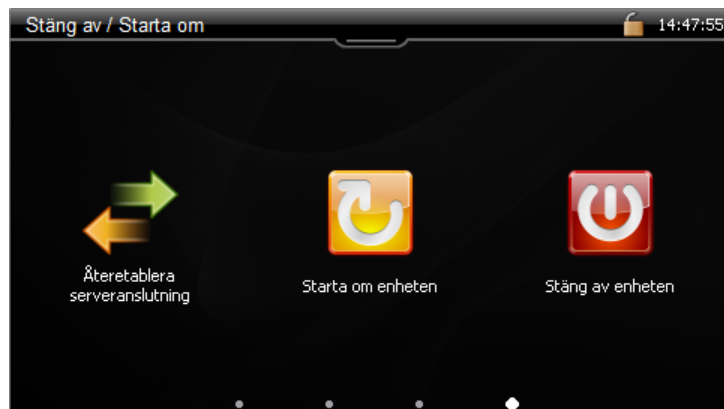 Stäng av / Starta om
14:47:55
Återetablera
serveranslutning
Starta om enheten
Stäng av enheten